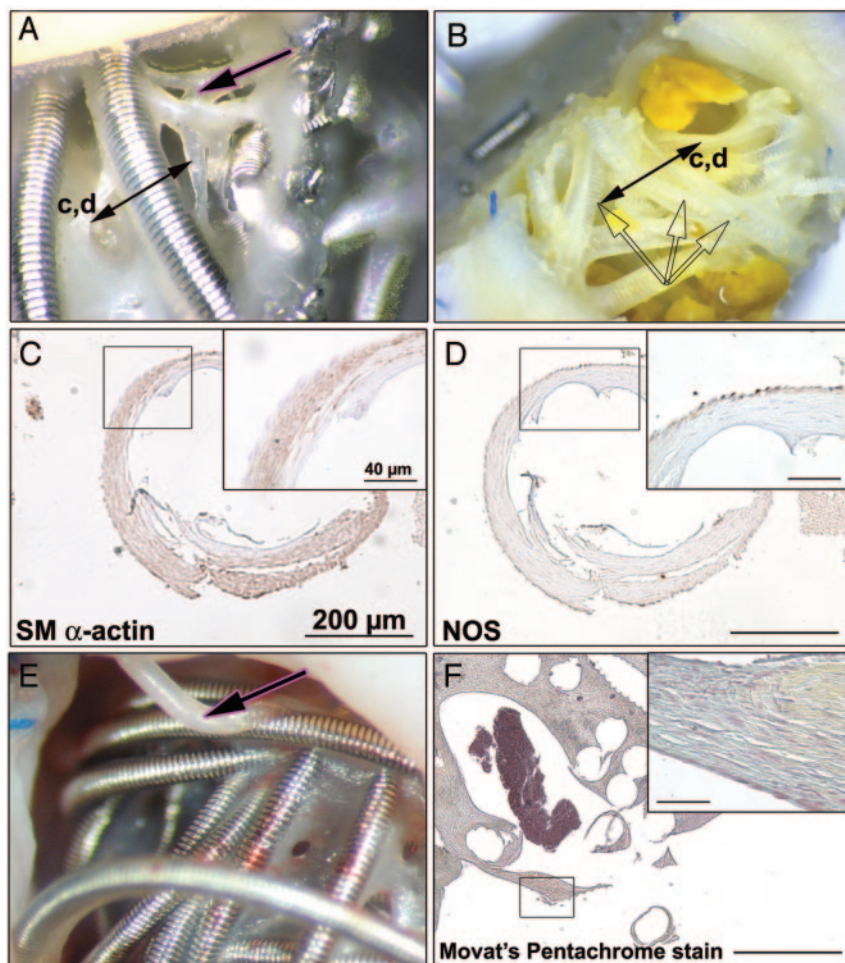 A
c,d
B
c,d
C
40 µm
SM α-actin
200 µm
D
NOS
E
F
Movat's Pentachrome stain